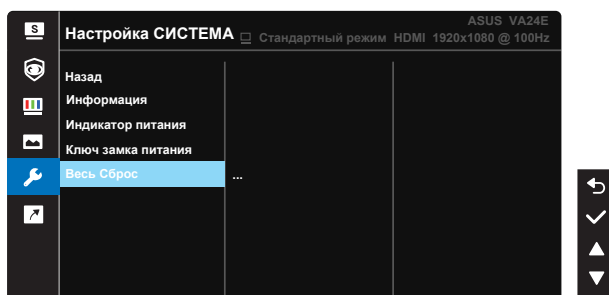 S
ASUS VA24E
Настройка СИСТЕМА Стандартный режим HDMI 1920x1080 @ 100Hz
Назад
Информация
Индикатор питания
Ключ замка питания
Весь Сброс ...